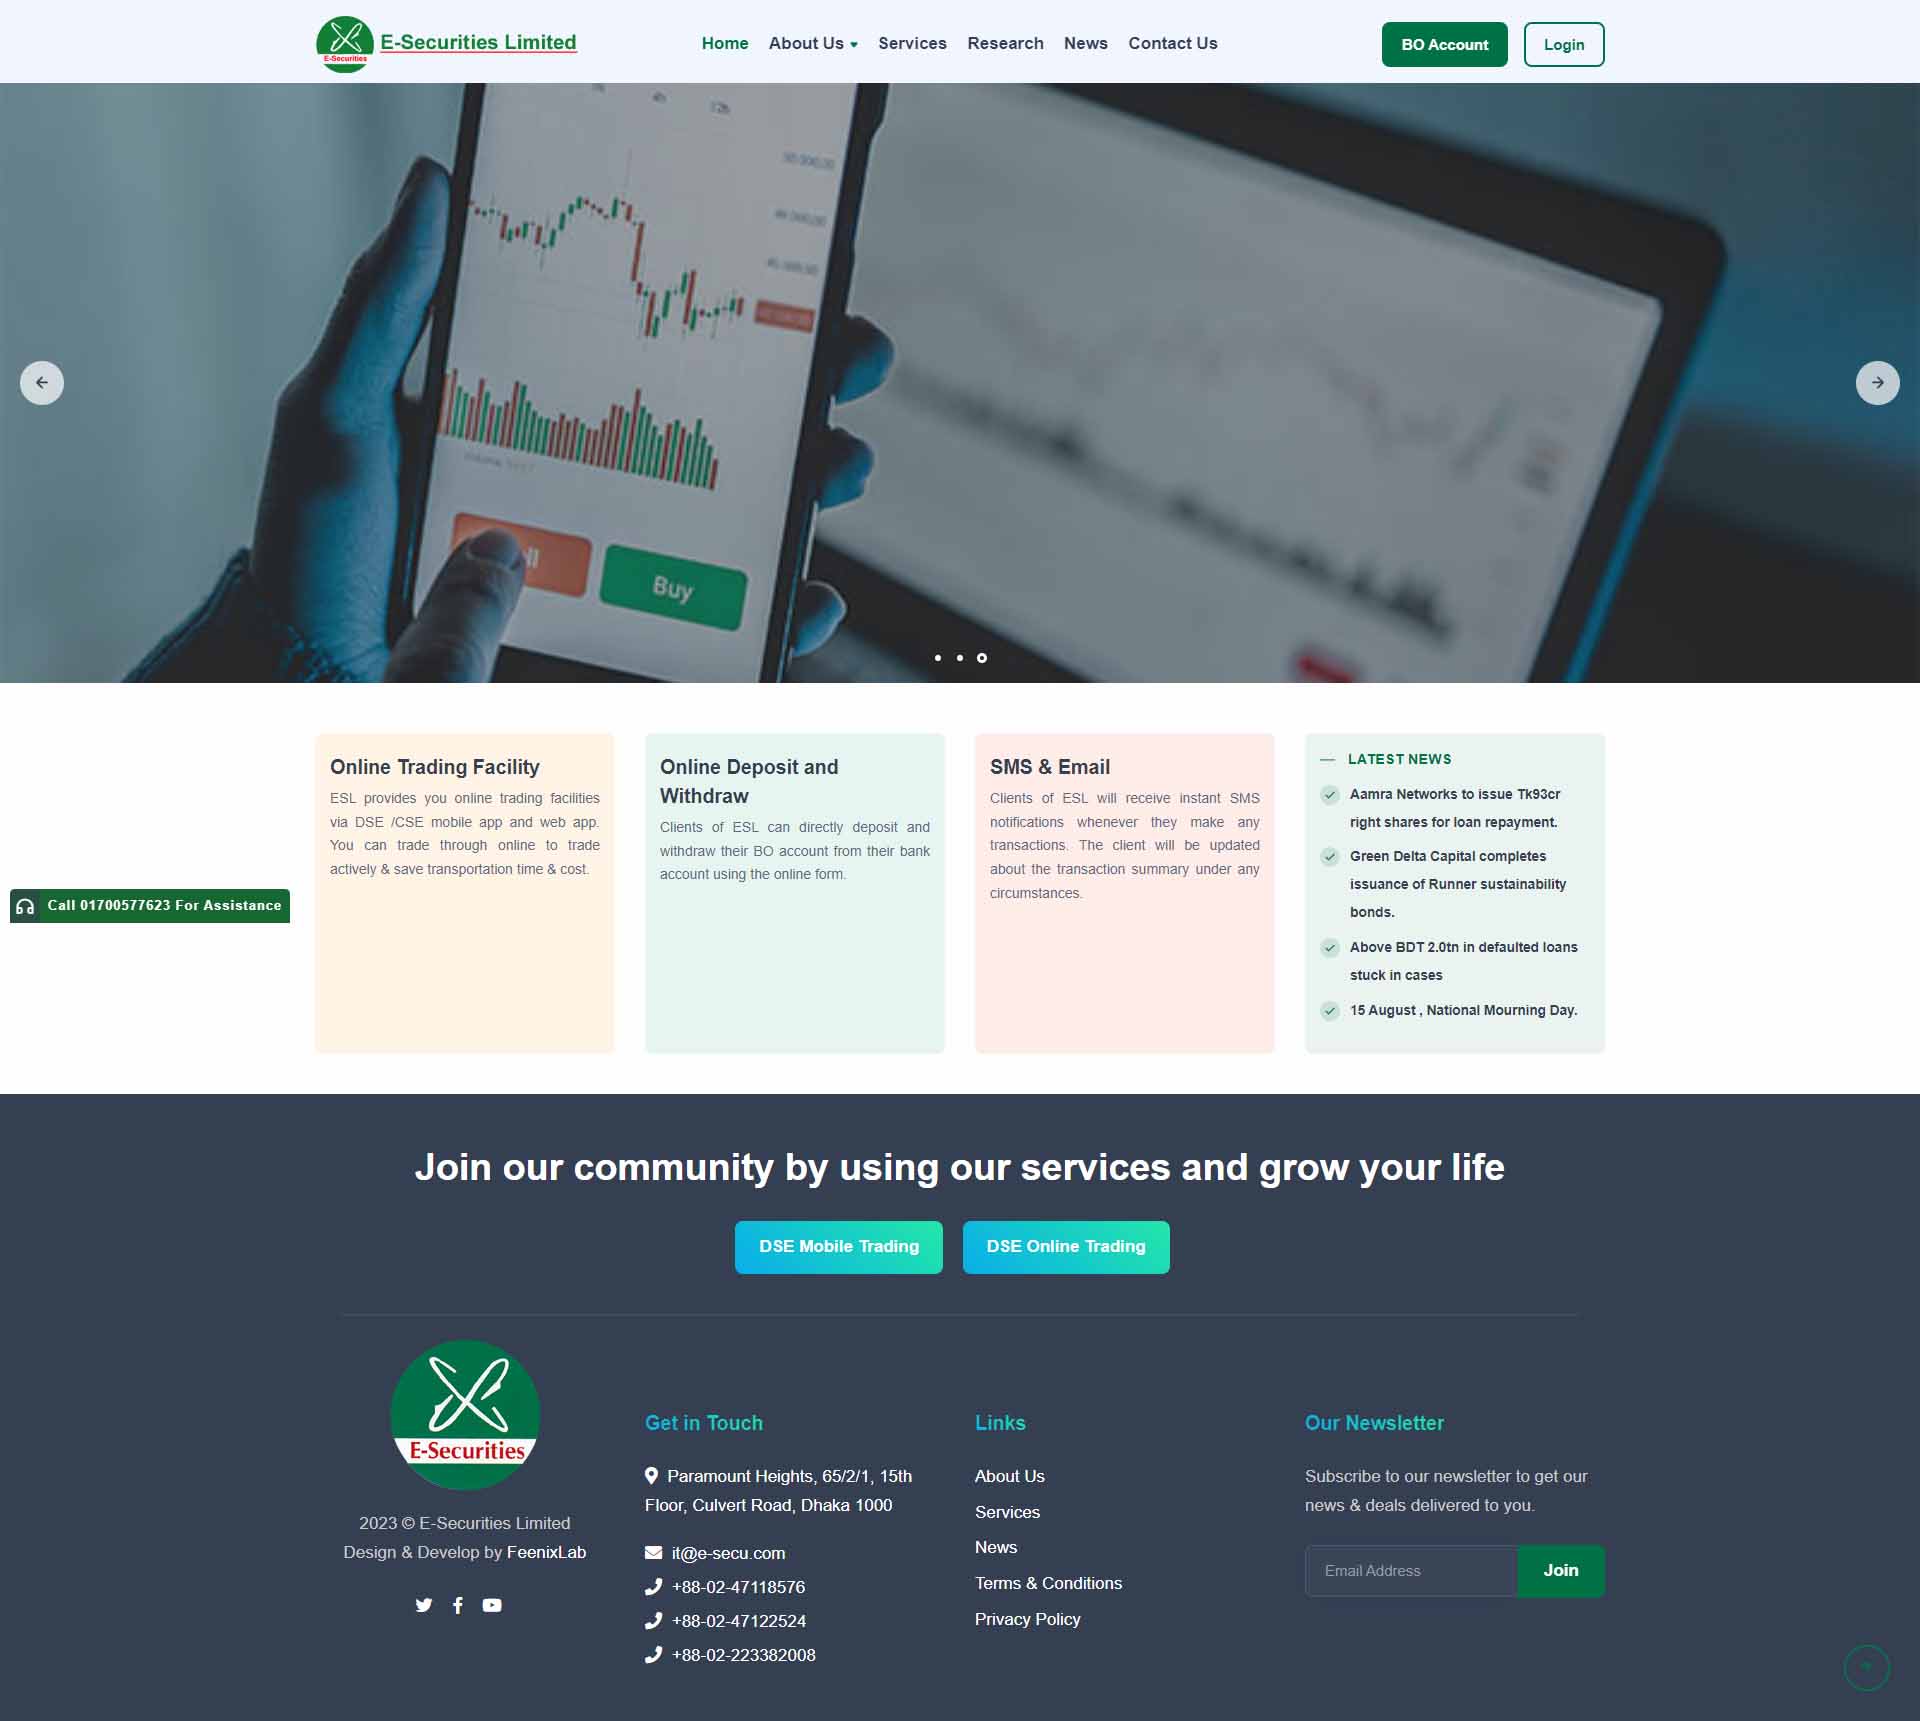 E-Securities
E-Securities Limited
Home About Us Services Research News Contact Us
BO Account Login
4h 12h
50 000,00
Buy
Online Trading Facility
ESL provides you online trading facilities
via DSE /CSE mobile app and web app.
You can trade through online to trade
actively & save transportation time & cost.
Online Deposit and
Withdraw
Clients of ESL can directly deposit and
withdraw their BO account from their bank
account using the online form.
SMS & Email
Clients of ESL will receive instant SMS
notifications whenever they make any
transactions. The client will be updated
about the transaction summary under any
circumstances.
LATEST NEWS
Aamra Networks to issue Tk93cr
right shares for loan repayment.
Green Delta Capital completes
issuance of Runner sustainability
bonds.
Above BDT 2.0tn in defaulted loans
stuck in cases
15 August , National Mourning Day.
Call 01700577623 For Assistance
Join our community by using our services and grow your life
DSE Mobile Trading DSE Online Trading
E-Securities
2023 © E-Securities Limited
Design & Develop by FeenixLab
Get in Touch
Paramount Heights, 65/2/1, 15th
Floor, Culvert Road, Dhaka 1000
it@e-secu.com
+88-02-47118576
+88-02-47122524
+88-02-223382008
Links
About Us
Services
News
Terms & Conditions
Privacy Policy
Our Newsletter
Subscribe to our newsletter to get our
news & deals delivered to you.
Email Address Join